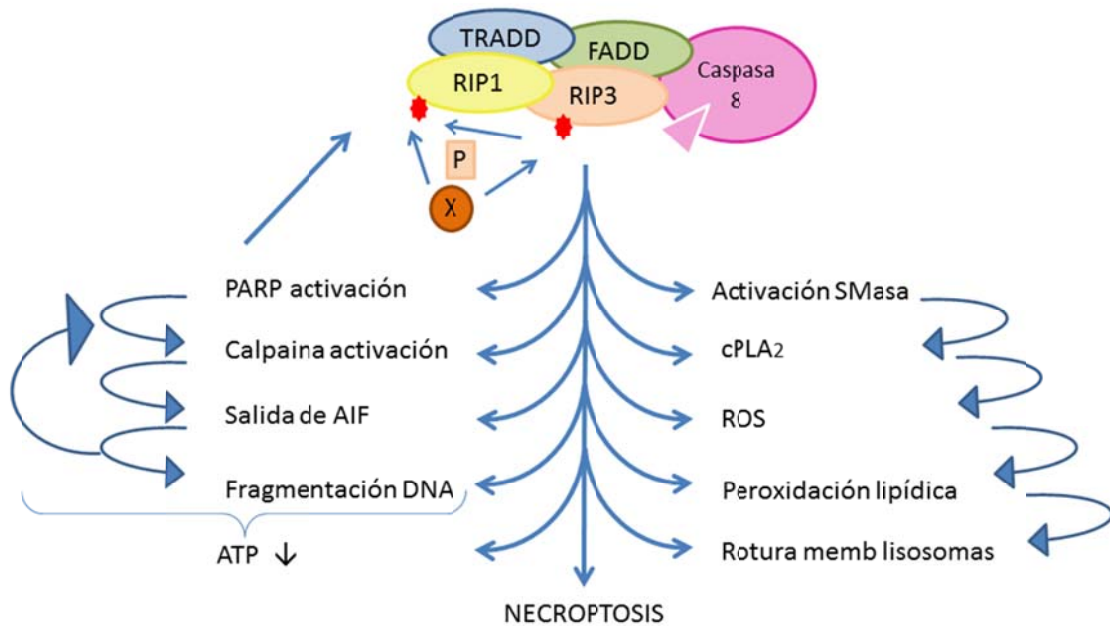 TRADD
FADD
Caspasa
8
RIP1
RIP3
P
X
PARP activación
Calpaina activación
Salida de AIF
Fragmentación DNA
ATP ↓
Activación SMasa
cPLA2
ROS
Peroxidación lipídica
Rotura memb lisosomas
NECROPTOSIS